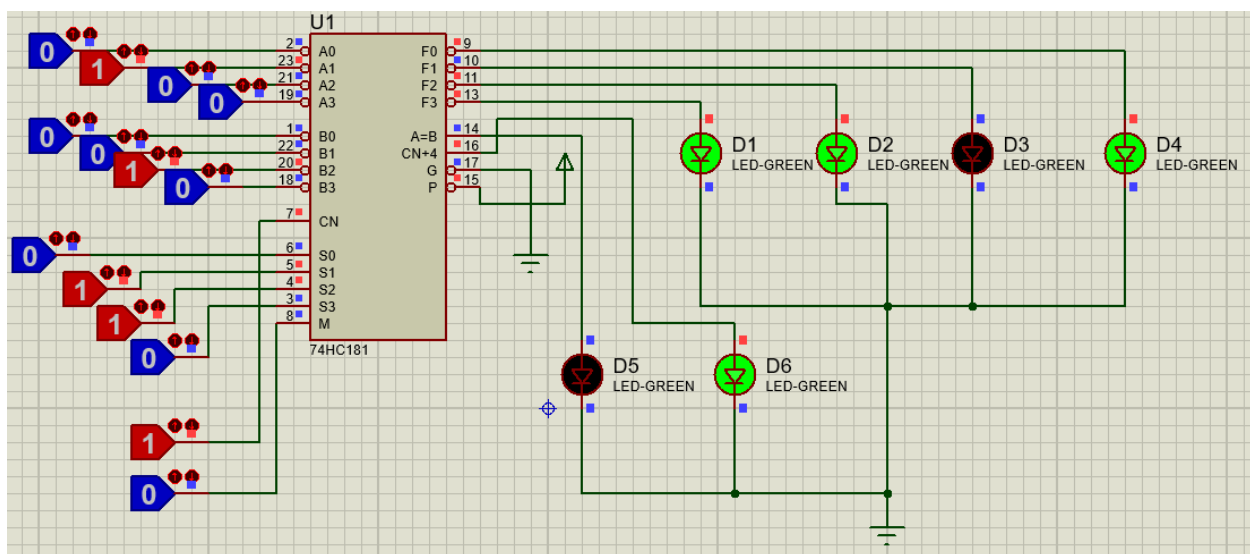 U1
0
1
0
0
0
0
1
0
0
1
1
0
1
0
2 A0
23 A1
21 A2
19 A3
1 B0
22 B1
20 B2
18 B3
7 CN
6 S0
5 S1
4 S2
3 S3
8 M
F0 9
F1 10
F2 11
F3 13
A=B 14
CN+4 16
G 17
P 15
74HC181
D1
LED-GREEN
D2
LED-GREEN
D3
LED-GREEN
D4
LED-GREEN
D5
LED-GREEN
D6
LED-GREEN